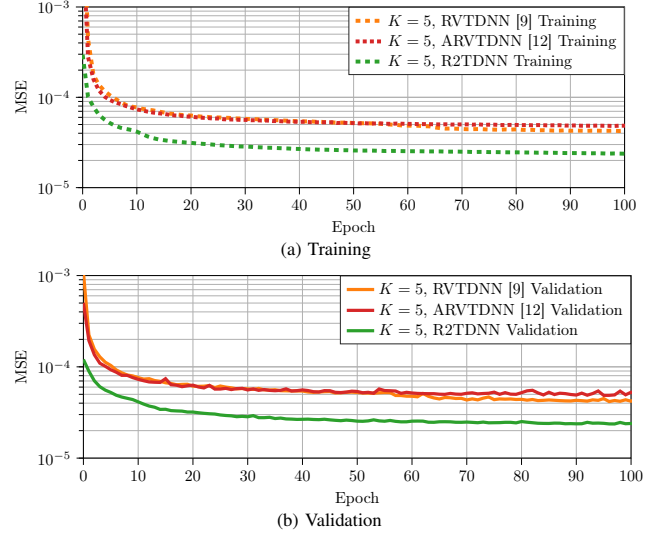 10⁻³
K = 5, RVTDNN [9] Training
K = 5, ARVTDNN [12] Training
K = 5, R2TDNN Training
MSE
10⁻⁴
10⁻⁵
0 10 20 30 40 50 60 70 80 90 100
Epoch
(a) Training
10⁻³
K = 5, RVTDNN [9] Validation
K = 5, ARVTDNN [12] Validation
K = 5, R2TDNN Validation
MSE
10⁻⁴
10⁻⁵
0 10 20 30 40 50 60 70 80 90 100
Epoch
(b) Validation